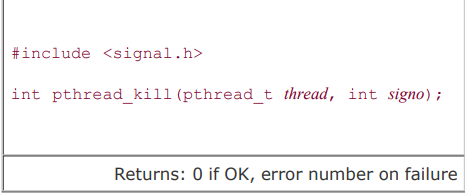 #include <signal.h>
int pthread_kill(pthread_t thread, int signo);
Returns: 0 if OK, error number on failure